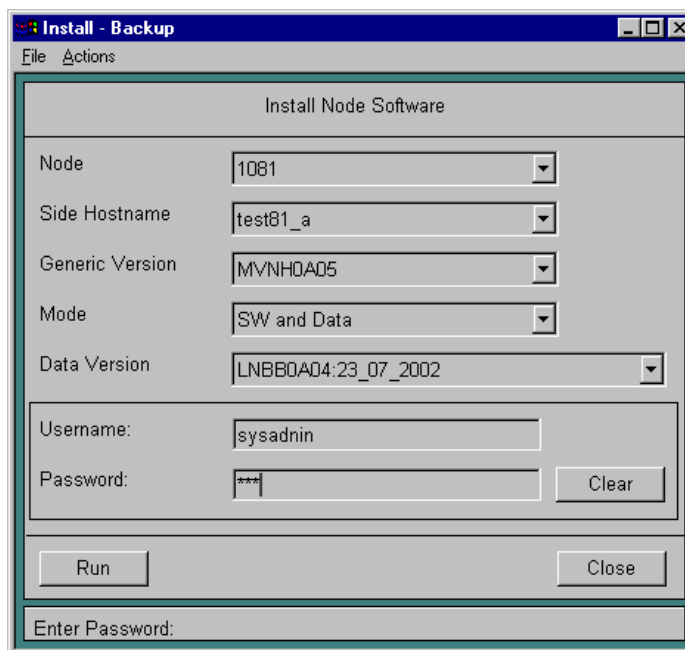 Install - Backup
File Actions
Install Node Software
Node 1081
Side Hostname test81_a
Generic Version MVNH0A05
Mode SW and Data
Data Version LNBB0A04:23_07_2002
Username: sysadnin
Password: ***
Clear
Run Close
Enter Password: